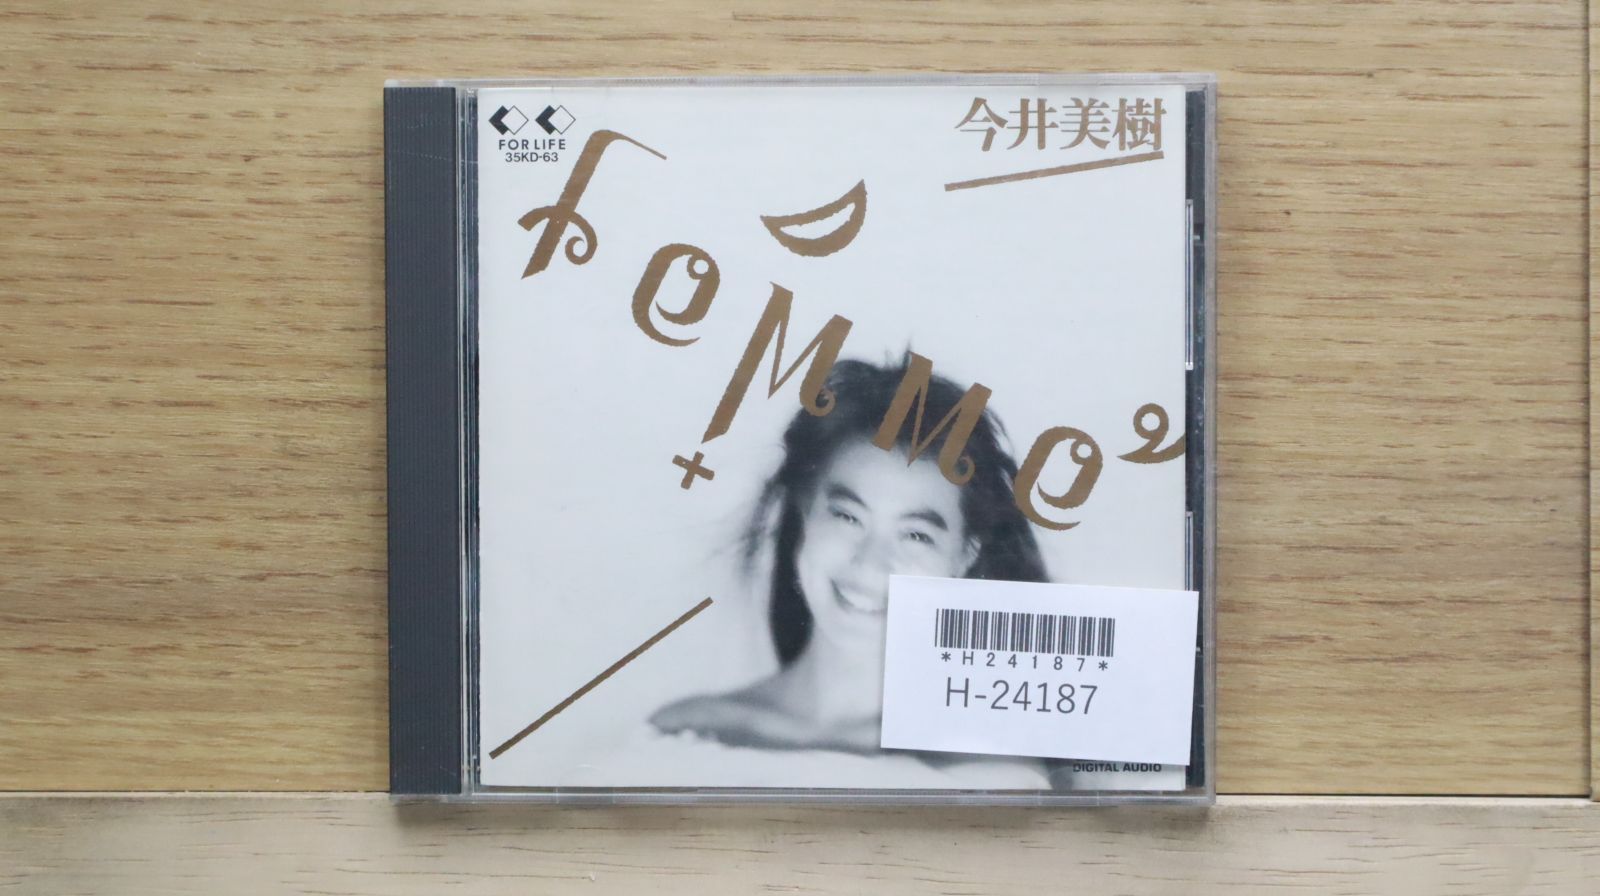 FOR LIFE
35KD-63
今井美樹
femme
*H24187*
H-24187
DIGITAL AUDIO